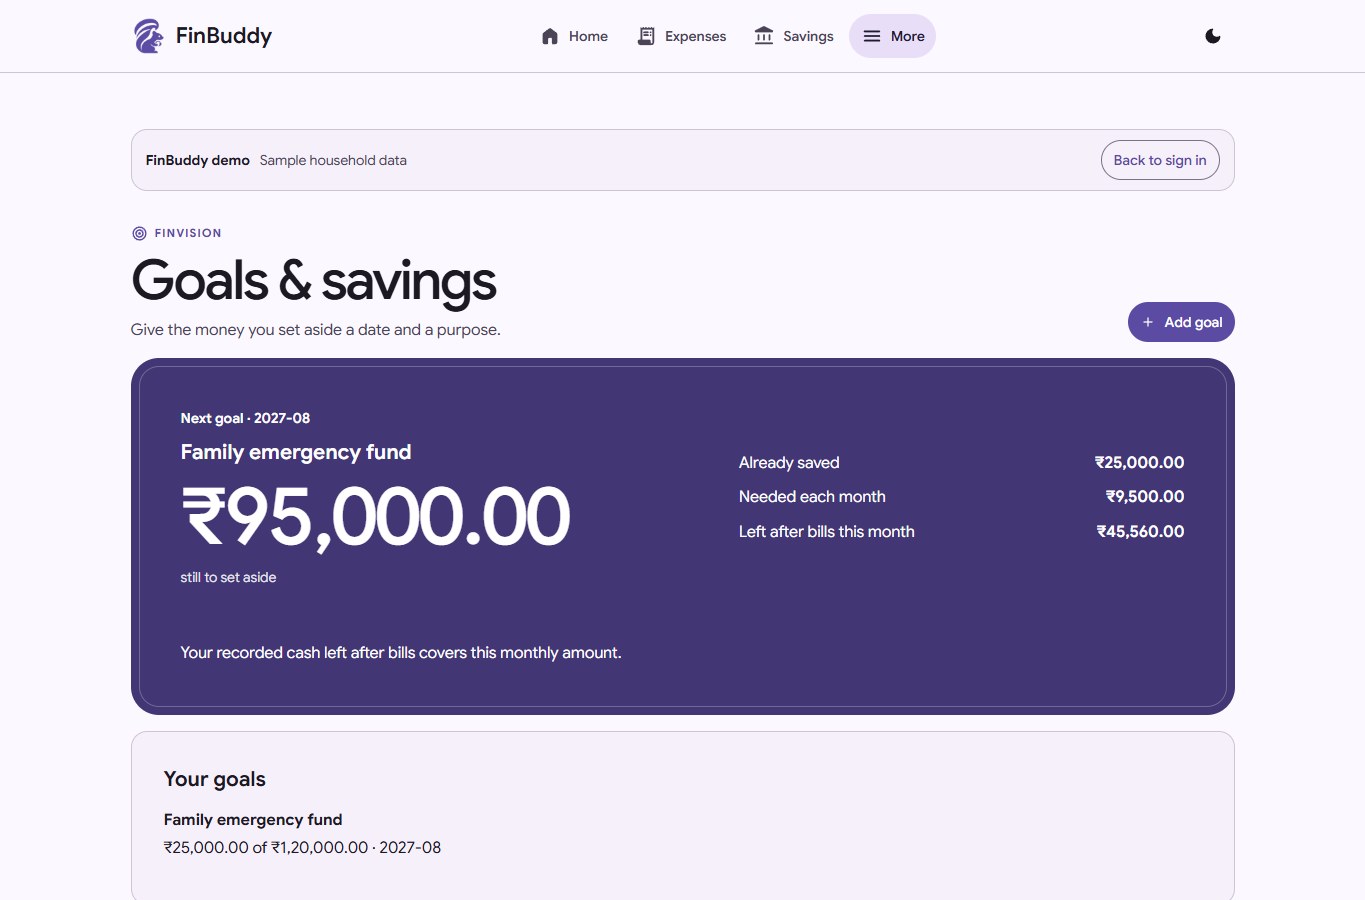 FinBuddy
Home
Expenses
Savings
More
FinBuddy demo Sample household data
Back to sign in
FINVISION
Goals & savings
Give the money you set aside a date and a purpose.
+ Add goal
Next goal · 2027-08
Family emergency fund
₹95,000.00
still to set aside
Already saved ₹25,000.00
Needed each month ₹9,500.00
Left after bills this month ₹45,560.00
Your recorded cash left after bills covers this monthly amount.
Your goals
Family emergency fund
₹25,000.00 of ₹1,20,000.00 · 2027-08